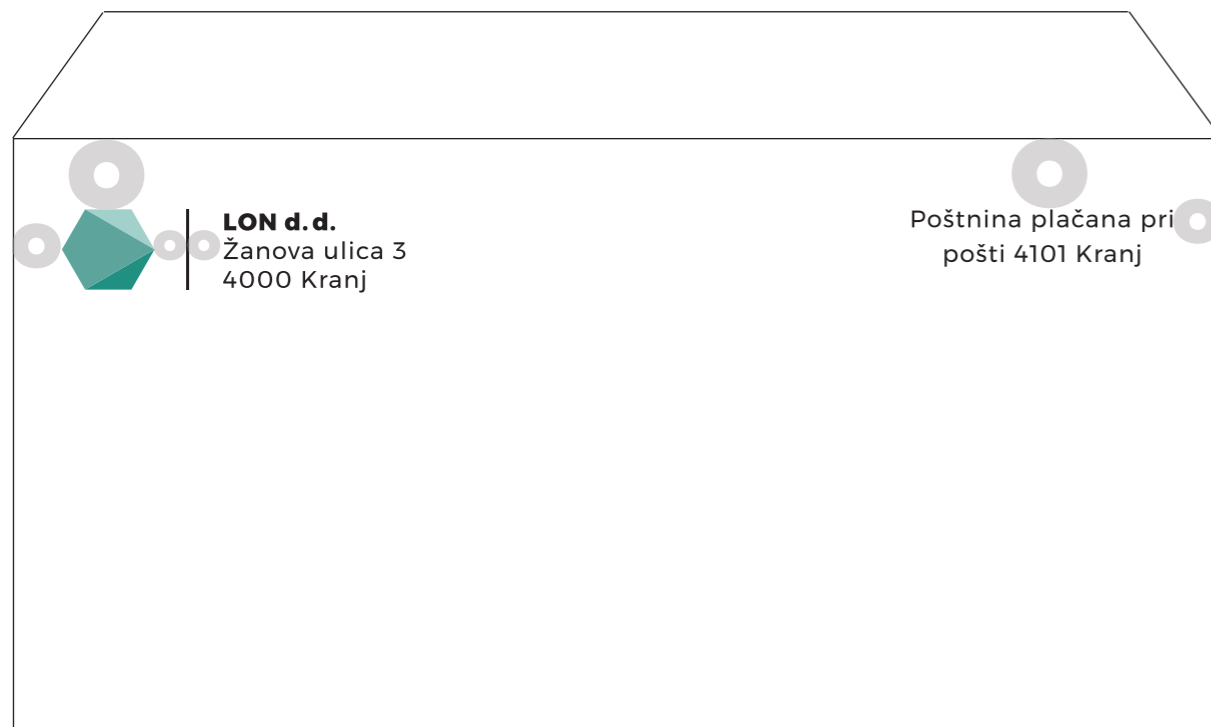 LON d.d.
Žanova ulica 3
4000 Kranj
Poštnina plačana pri
pošti 4101 Kranj